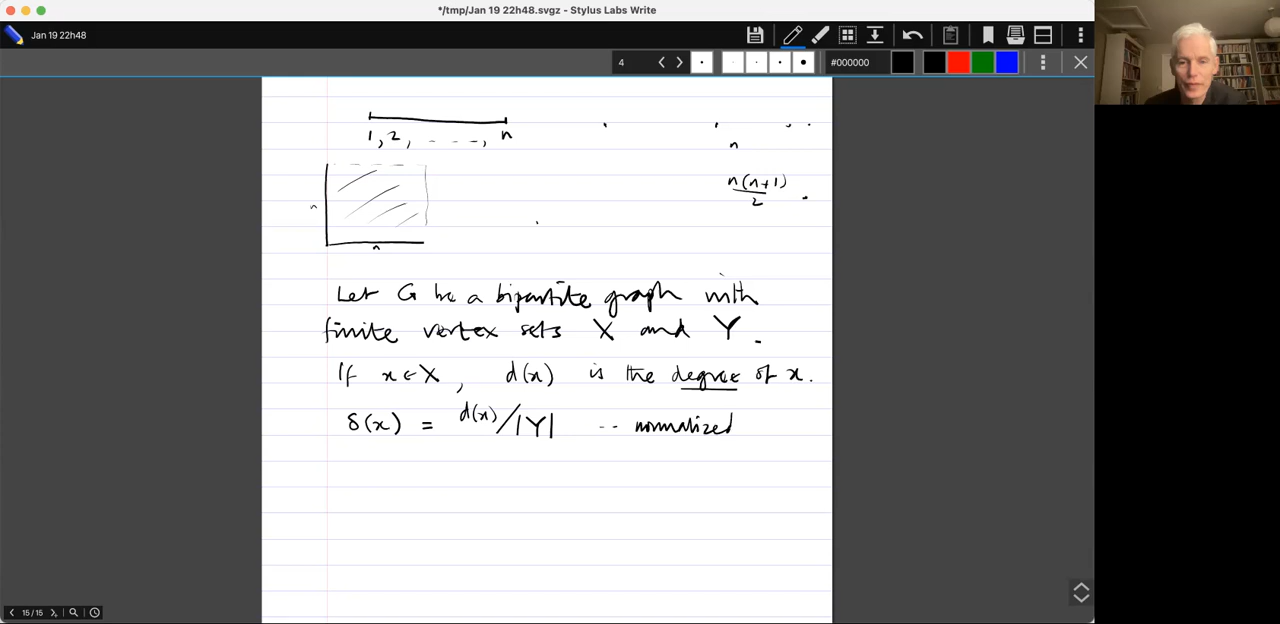 */tmp/Jan 19 22h48.svgz - Stylus Labs Write
Jan 19 22h48
4
#000000
1, 2, - - - -, n
n
n
n
n(n+1)/2
Let G be a bipartite graph with
finite vertex sets X and Y.
If x ∈ X, d(x) is the degree of x.
δ(x) = d(x)/|Y| -- normalized
15/15